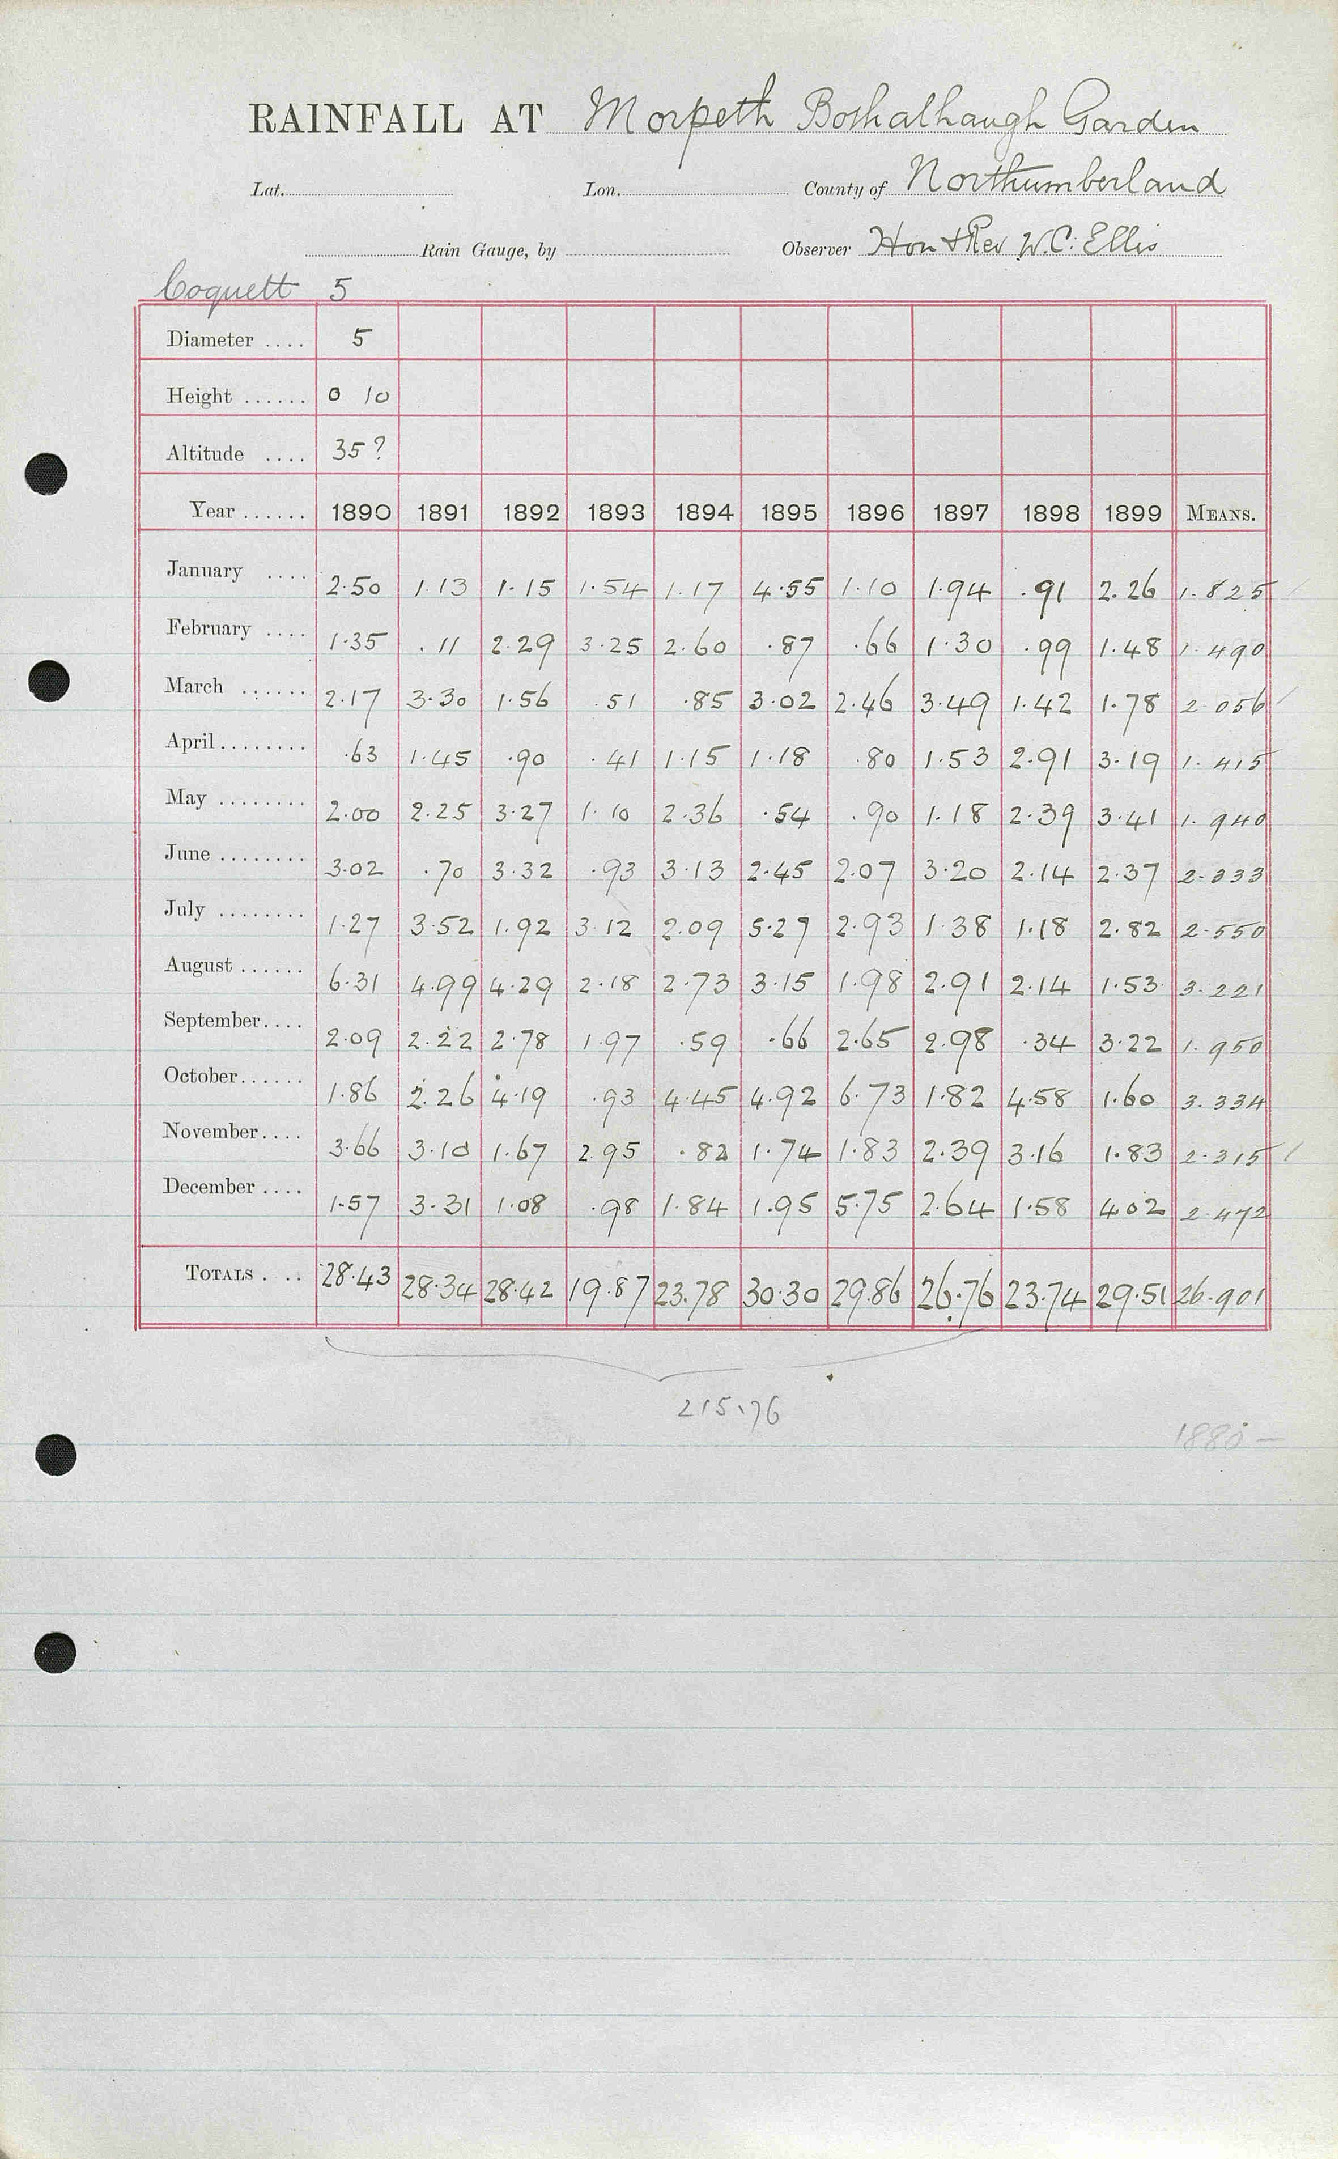 RAINFALL AT Morpeth Bothalhaugh Garden
Lat. Lon. County of Northumberland
Rain Gauge, by Observer Hon & Rev W.C. Ellis
Coquett 5
Diameter .... 5
Height ...... 0 10
Altitude .... 35?
Year ...... 1890 1891 1892 1893 1894 1895 1896 1897 1898 1899 MEANS.
January .... 2.50 1.13 1.15 1.54 1.17 4.55 1.10 1.94 .91 2.26 1.825
February .... 1.35 .11 2.29 3.25 2.60 .87 .66 1.30 .99 1.48 1.490
March ...... 2.17 3.30 1.56 .51 .85 3.02 2.46 3.49 1.42 1.78 2.056
April........ .63 1.45 .90 .41 1.15 1.18 .80 1.53 2.91 3.19 1.415
May ........ 2.00 2.25 3.27 1.10 2.36 .54 .90 1.18 2.39 3.41 1.940
June ........ 3.02 .70 3.32 .93 3.13 2.45 2.07 3.20 2.14 2.37 2.333
July ........ 1.27 3.52 1.92 3.12 2.09 5.27 2.93 1.38 1.18 2.82 2.550
August ...... 6.31 4.99 4.29 2.18 2.73 3.15 1.98 2.91 2.14 1.53 3.221
September.... 2.09 2.22 2.78 1.97 .59 .66 2.65 2.98 .34 3.22 1.950
October...... 1.86 2.26 4.19 .93 4.45 4.92 6.73 1.82 4.58 1.60 3.334
November.... 3.66 3.10 1.67 2.95 .82 1.74 1.83 2.39 3.16 1.83 2.315
December .... 1.57 3.31 1.08 .98 1.84 1.95 5.75 2.64 1.58 4.02 2.472
TOTALS . .. 28.43 28.34 28.42 19.87 23.78 30.30 29.86 26.76 23.74 29.51 26.901
215.76
1880 –